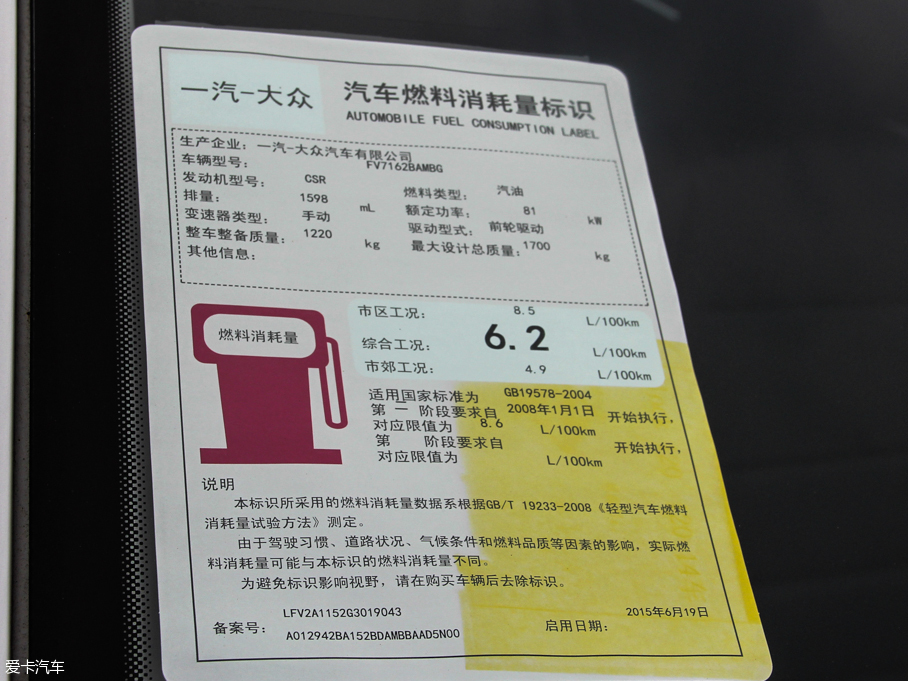 一汽-大众
汽车燃料消耗量标识
AUTOMOBILE FUEL CONSUMPTION LABEL
生产企业: 一汽-大众汽车有限公司
车辆型号: FV7162BAMBG
发动机型号: CSR 燃料类型: 汽油
排量: 1598 mL 额定功率: 81 kW
变速器类型: 手动 驱动型式: 前轮驱动
整车整备质量: 1220 kg 最大设计总质量: 1700 kg
其他信息:
燃料消耗量
市区工况: 8.5 L/100km
综合工况: 6.2 L/100km
市郊工况: 4.9 L/100km
适用国家标准为 GB19578-2004
第 二 阶段要求自 2008年1月1日 开始执行,
对应限值为 8.6 L/100km
第 阶段要求自 开始执行,
对应限值为 L/100km
说明
本标识所采用的燃料消耗量数据系根据GB/T 19233-2008《轻型汽车燃料
消耗量试验方法》测定。
由于驾驶习惯、道路状况、气候条件和燃料品质等因素的影响,实际燃
料消耗量可能与本标识的燃料消耗量不同。
为避免标识影响视野,请在购买车辆后去除标识。
备案号: LFV2A1152G3019043
A012942BA152BDAMBBAAD5N00
启用日期: 2015年6月19日
爱卡汽车